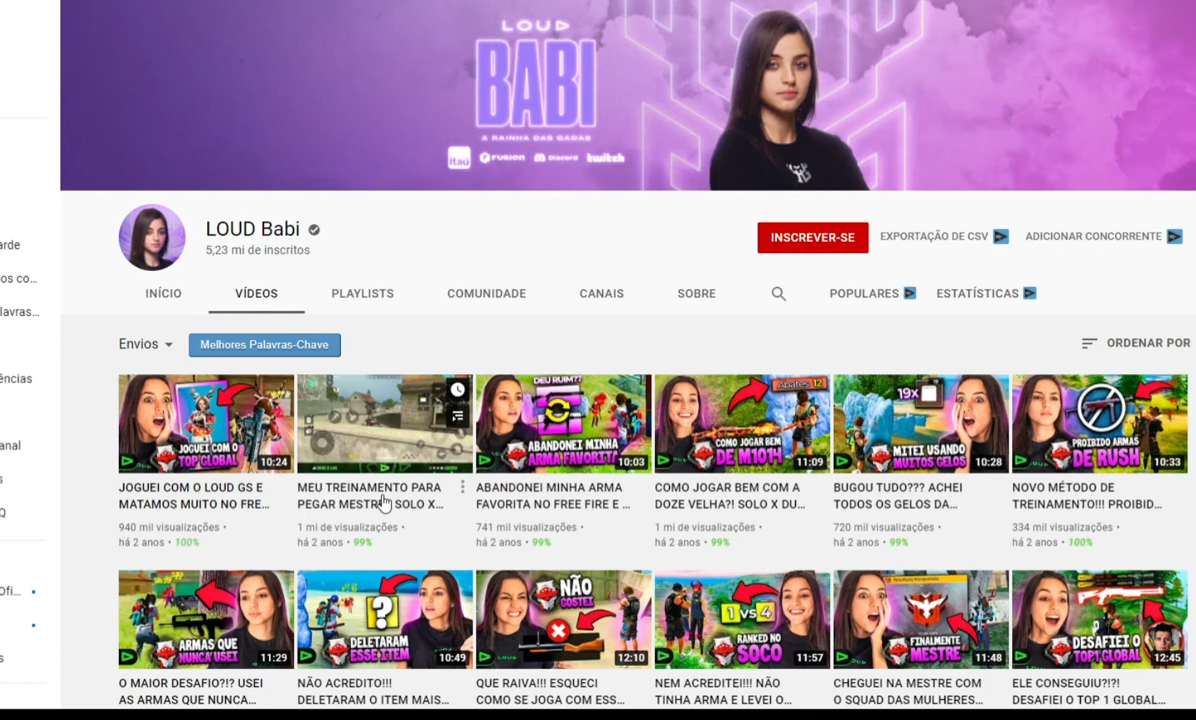 LOUD
BABI
A RAINHA DAS GADAS
Itaú FUSION Discord twitch
LOUD Babi
5,23 mi de inscritos
INSCREVER-SE
EXPORTAÇÃO DE CSV
ADICIONAR CONCORRENTE
arde
os co...
lavras...
ências
anal
s
Q
Ofi...
s
INÍCIO VÍDEOS PLAYLISTS COMUNIDADE CANAIS SOBRE POPULARES ESTATÍSTICAS
Envios Melhores Palavras-Chave ORDENAR POR
JOGUEI COM O
TOP GLOBAL
10:24
JOGUEI COM O LOUD GS E
MATAMOS MUITO NO FRE...
940 mil visualizações •
há 2 anos • 100%
MEU TREINAMENTO PARA
PEGAR MESTRE SOLO X...
1 mi de visualizações •
há 2 anos • 99%
DEU RUIM??
ABANDONEI MINHA
ARMA FAVORITA
10:03
ABANDONEI MINHA ARMA
FAVORITA NO FREE FIRE E ...
741 mil visualizações •
há 2 anos • 99%
Abates 12
COMO JOGAR BEM
DE M1014
11:09
COMO JOGAR BEM COM A
DOZE VELHA?! SOLO X DU...
1 mi de visualizações •
há 2 anos • 99%
19x
MITEI USANDO
MUITOS GELOS
10:28
BUGOU TUDO??? ACHEI
TODOS OS GELOS DA...
720 mil visualizações •
há 2 anos • 99%
PROIBIDO ARMAS
DE RUSH
10:33
NOVO MÉTODO DE
TREINAMENTO!!! PROIBID...
334 mil visualizações •
há 2 anos • 100%
ARMAS QUE
NUNCA USEI
11:29
O MAIOR DESAFIO?!? USEI
AS ARMAS QUE NUNCA...
?
DELETARAM
ESSE ITEM
10:49
NÃO ACREDITO!!!
DELETARAM O ITEM MAIS...
NÃO
GOSTEI
12:10
QUE RAIVA!!! ESQUECI
COMO SE JOGA COM ESS...
1 VS 4
RANKED NO
SOCO
11:57
NEM ACREDITEI!!! NÃO
TINHA ARMA E LEVEI O...
FINALMENTE
MESTRE
11:48
CHEGUEI NA MESTRE COM
O SQUAD DAS MULHERES...
DESAFIEI O
TOP1 GLOBAL
12:45
ELE CONSEGUIU?!?!
DESAFIEI O TOP 1 GLOBAL...